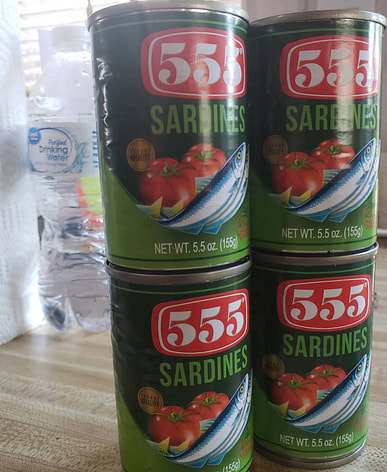 Purified
Drinking
Water
555
SARDINES
NET WT. 5.5 oz. (155g)
555
SARDINES
NET WT. 5.5 oz. (155g)
555
SARDINES
555
SARDINES
NET WT. 5.5 oz. (155g)